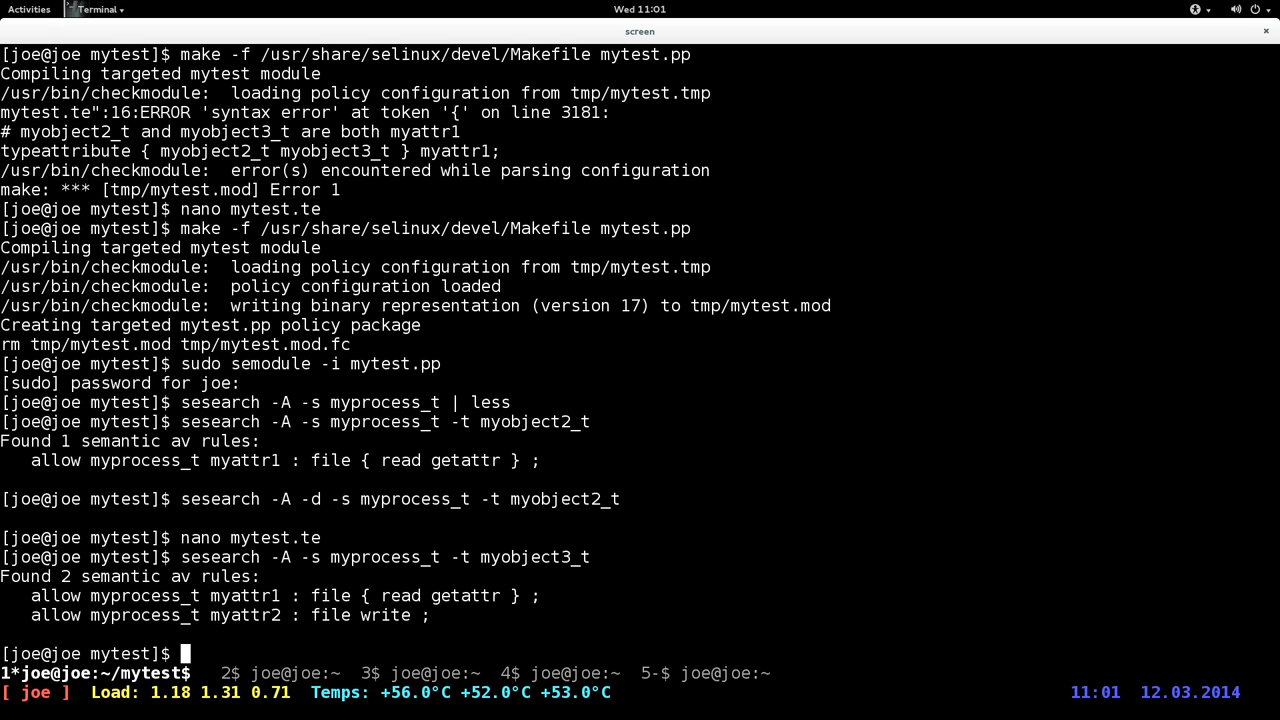 Activities Terminal Wed 11:01
screen
[joe@joe mytest]$ make -f /usr/share/selinux/devel/Makefile mytest.pp
Compiling targeted mytest module
/usr/bin/checkmodule:  loading policy configuration from tmp/mytest.tmp
mytest.te":16:ERROR 'syntax error' at token '{' on line 3181:
# myobject2_t and myobject3_t are both myattr1
typeattribute { myobject2_t myobject3_t } myattr1;
/usr/bin/checkmodule:  error(s) encountered while parsing configuration
make: *** [tmp/mytest.mod] Error 1
[joe@joe mytest]$ nano mytest.te
[joe@joe mytest]$ make -f /usr/share/selinux/devel/Makefile mytest.pp
Compiling targeted mytest module
/usr/bin/checkmodule:  loading policy configuration from tmp/mytest.tmp
/usr/bin/checkmodule:  policy configuration loaded
/usr/bin/checkmodule:  writing binary representation (version 17) to tmp/mytest.mod
Creating targeted mytest.pp policy package
rm tmp/mytest.mod tmp/mytest.mod.fc
[joe@joe mytest]$ sudo semodule -i mytest.pp
[sudo] password for joe:
[joe@joe mytest]$ sesearch -A -s myprocess_t | less
[joe@joe mytest]$ sesearch -A -s myprocess_t -t myobject2_t
Found 1 semantic av rules:
   allow myprocess_t myattr1 : file { read getattr } ;
[joe@joe mytest]$ sesearch -A -d -s myprocess_t -t myobject2_t
[joe@joe mytest]$ nano mytest.te
[joe@joe mytest]$ sesearch -A -s myprocess_t -t myobject3_t
Found 2 semantic av rules:
   allow myprocess_t myattr1 : file { read getattr } ;
   allow myprocess_t myattr2 : file write ;
[joe@joe mytest]$
1*joe@joe:~/mytest$   2$ joe@joe:~  3$ joe@joe:~  4$ joe@joe:~  5-$ joe@joe:~
[ joe ]  Load: 1.18 1.31 0.71  Temps: +56.0°C +52.0°C +53.0°C 11:01  12.03.2014